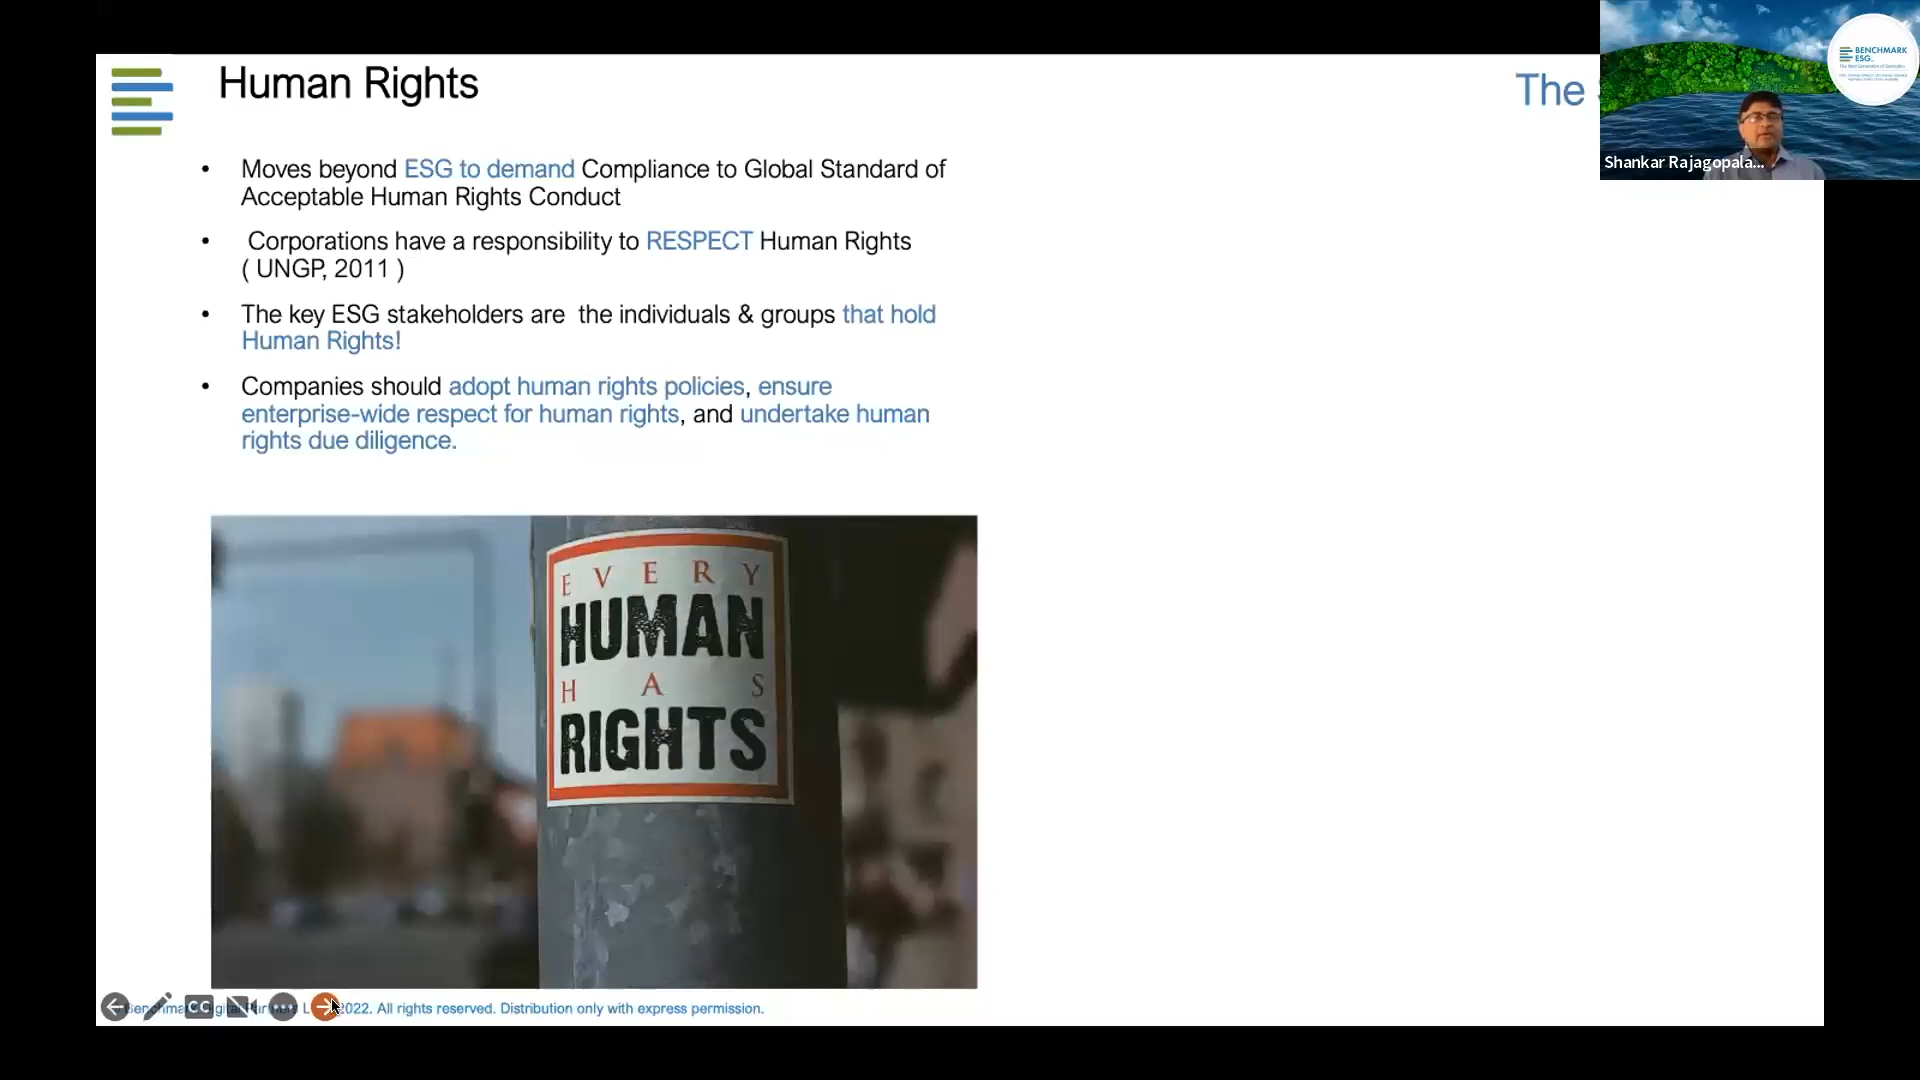 Human Rights
The
BENCHMARK
ESG
Shankar Rajagopala...
• Moves beyond ESG to demand Compliance to Global Standard of
Acceptable Human Rights Conduct
• Corporations have a responsibility to RESPECT Human Rights
( UNGP, 2011 )
• The key ESG stakeholders are the individuals & groups that hold
Human Rights!
• Companies should adopt human rights policies, ensure
enterprise-wide respect for human rights, and undertake human
rights due diligence.
EVERY
HUMAN
HAS
RIGHTS
CC
2022. All rights reserved. Distribution only with express permission.